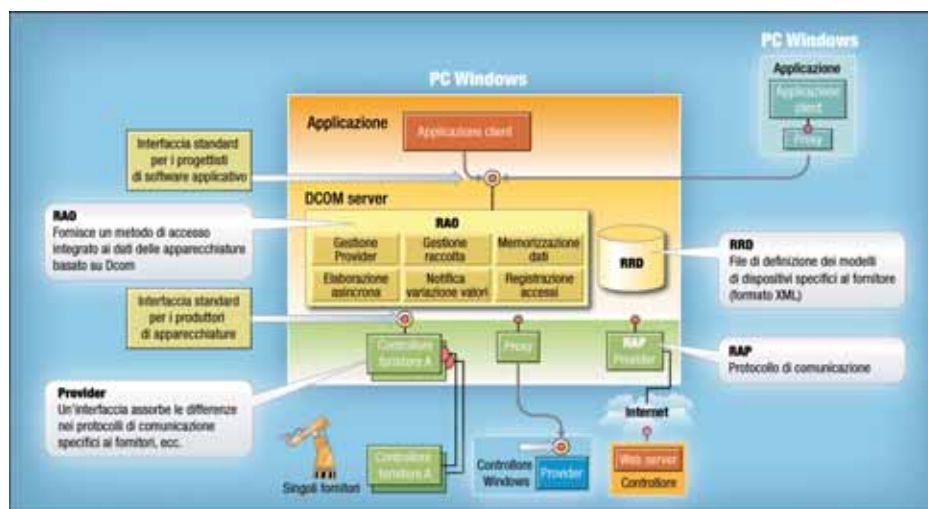 PC Windows
PC Windows
Applicazione
Applicazione
client
Proxy
Applicazione
Applicazione client
Interfaccia standard
per i progettisti
di software applicativo
DCOM server
RAO
Gestione
Provider
Gestione
raccolta
Memorizzazione
dati
Elaborazione
asincrona
Notifica
variazione valori
Registrazione
accessi
RRD
RAO
Fornisce un metodo di accesso
integrato ai dati delle apparecchiature
basato su Dcom
RRD
File di definizione dei modelli
di dispositivi specifici al fornitore
(formato XML)
Interfaccia standard
per i produttori
di apparecchiature
Controllore
fornitore A
Proxy
RAP
Provider
RAP
Protocollo di comunicazione
Provider
Un'interfaccia assorbe le differenze
nei protocolli di comunicazione
specifici ai fornitori, ecc.
Internet
Singoli fornitori
Controllore
fornitore A
Controllore
Windows
Provider
Web server
Controllore